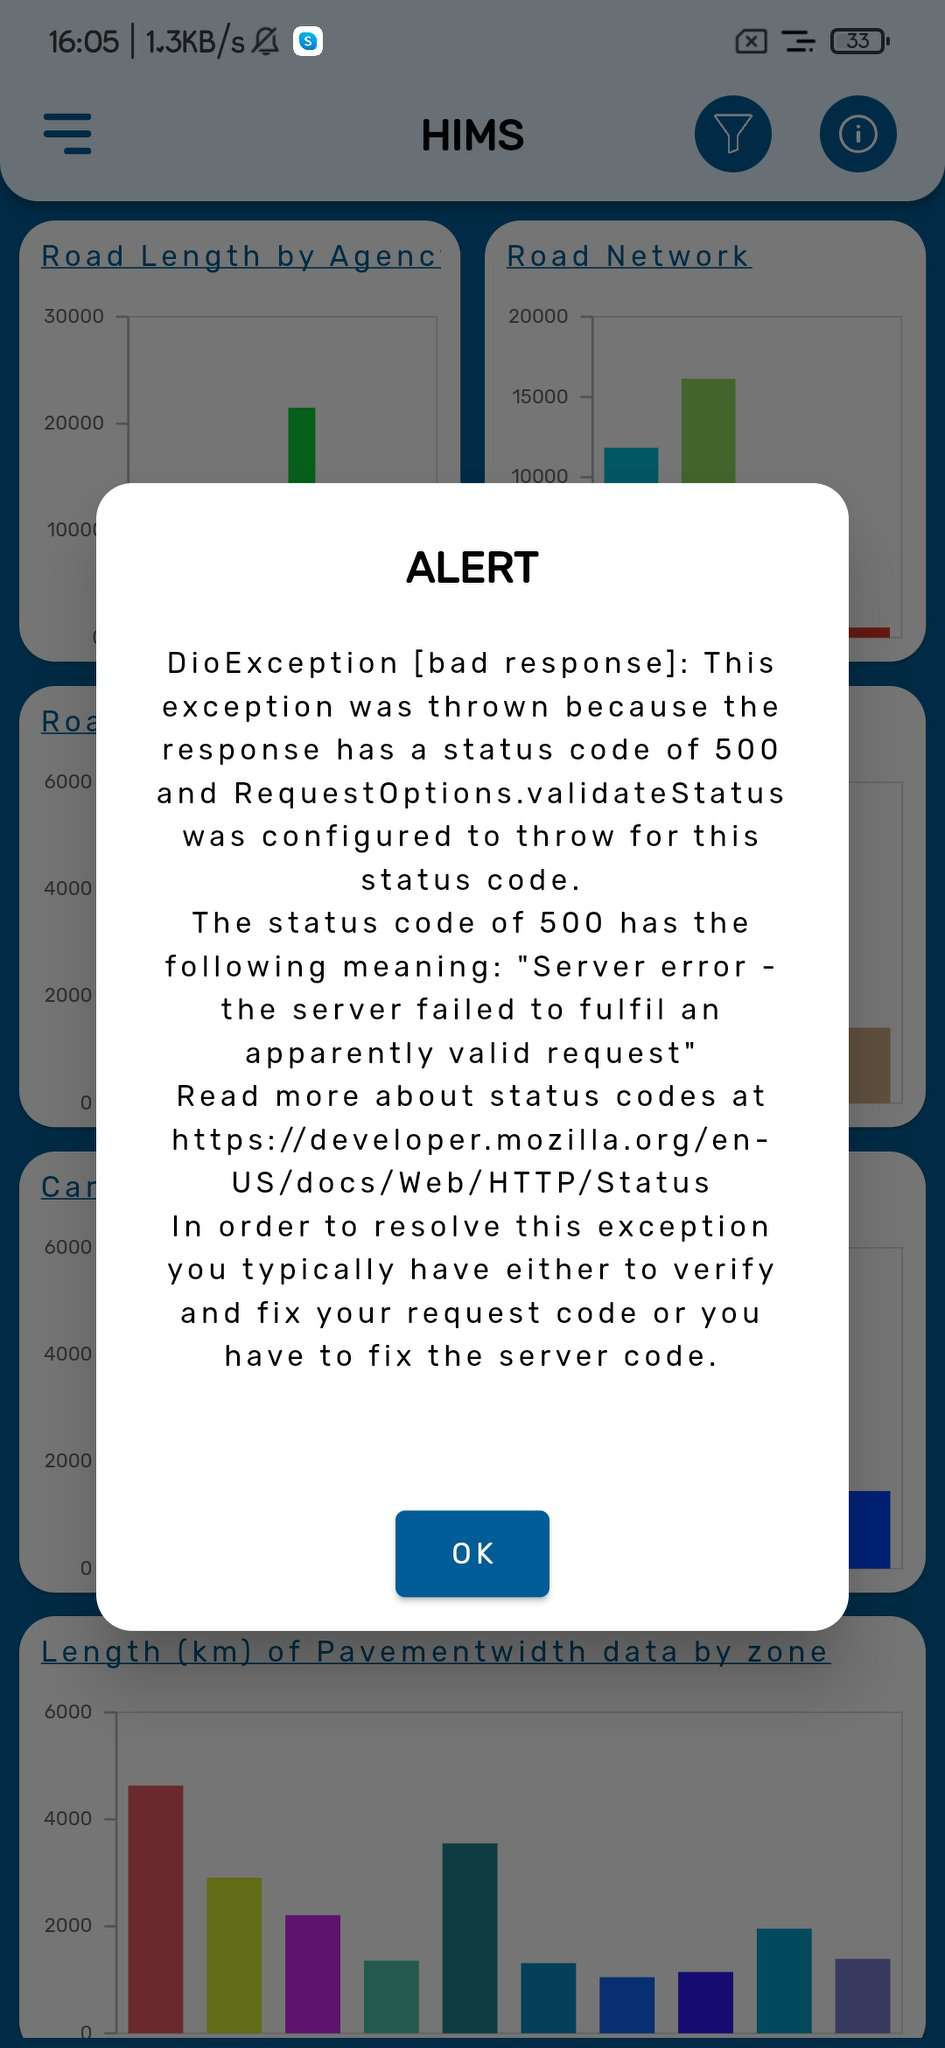 16:05 | 1.3KB/s
33
HIMS
Road Length by Agenc
Road Network
30000
20000
20000
15000
10000
ALERT
DioException [bad response]: This
exception was thrown because the
response has a status code of 500
and RequestOptions.validateStatus
was configured to throw for this
status code.
The status code of 500 has the
following meaning: "Server error -
the server failed to fulfil an
apparently valid request"
Read more about status codes at
https://developer.mozilla.org/en-
US/docs/Web/HTTP/Status
In order to resolve this exception
you typically have either to verify
and fix your request code or you
have to fix the server code.
OK
6000
4000
2000
0
6000
4000
2000
0
Length (km) of Pavementwidth data by zone
6000
4000
2000
0